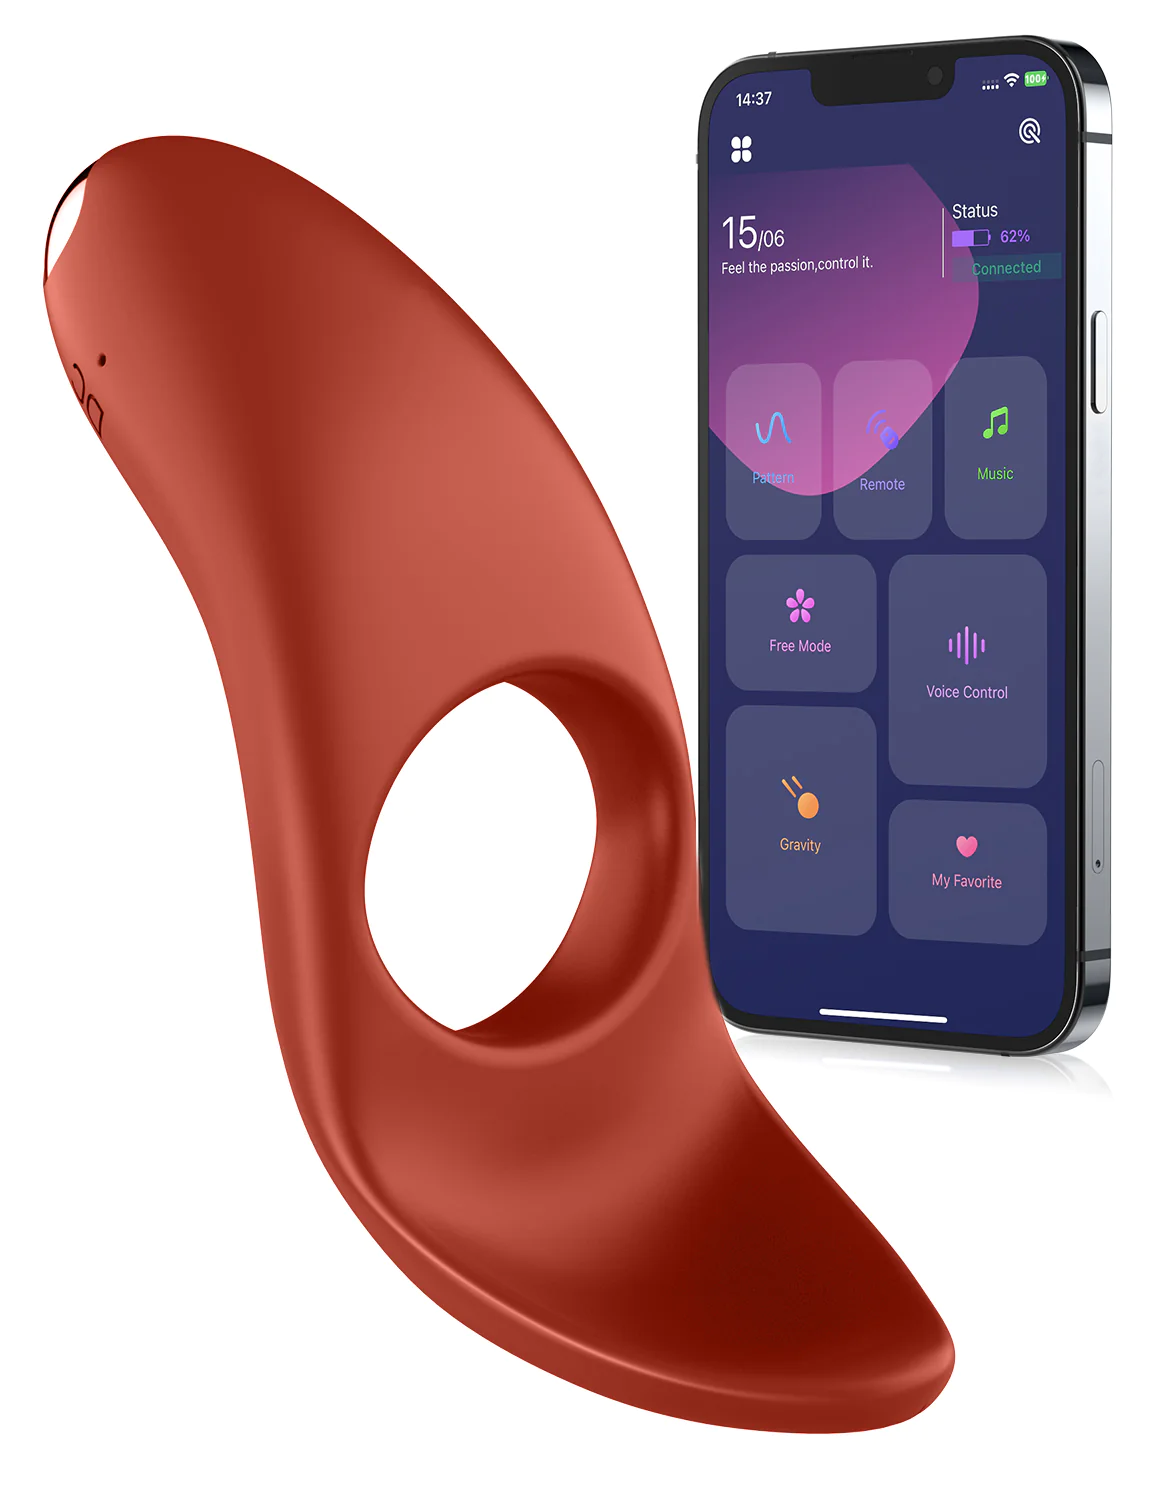 14:37
100
15/06
Feel the passion,control it.
Status
62%
Connected
Pattern
Remote
Music
Free Mode
Voice Control
Gravity
My Favorite